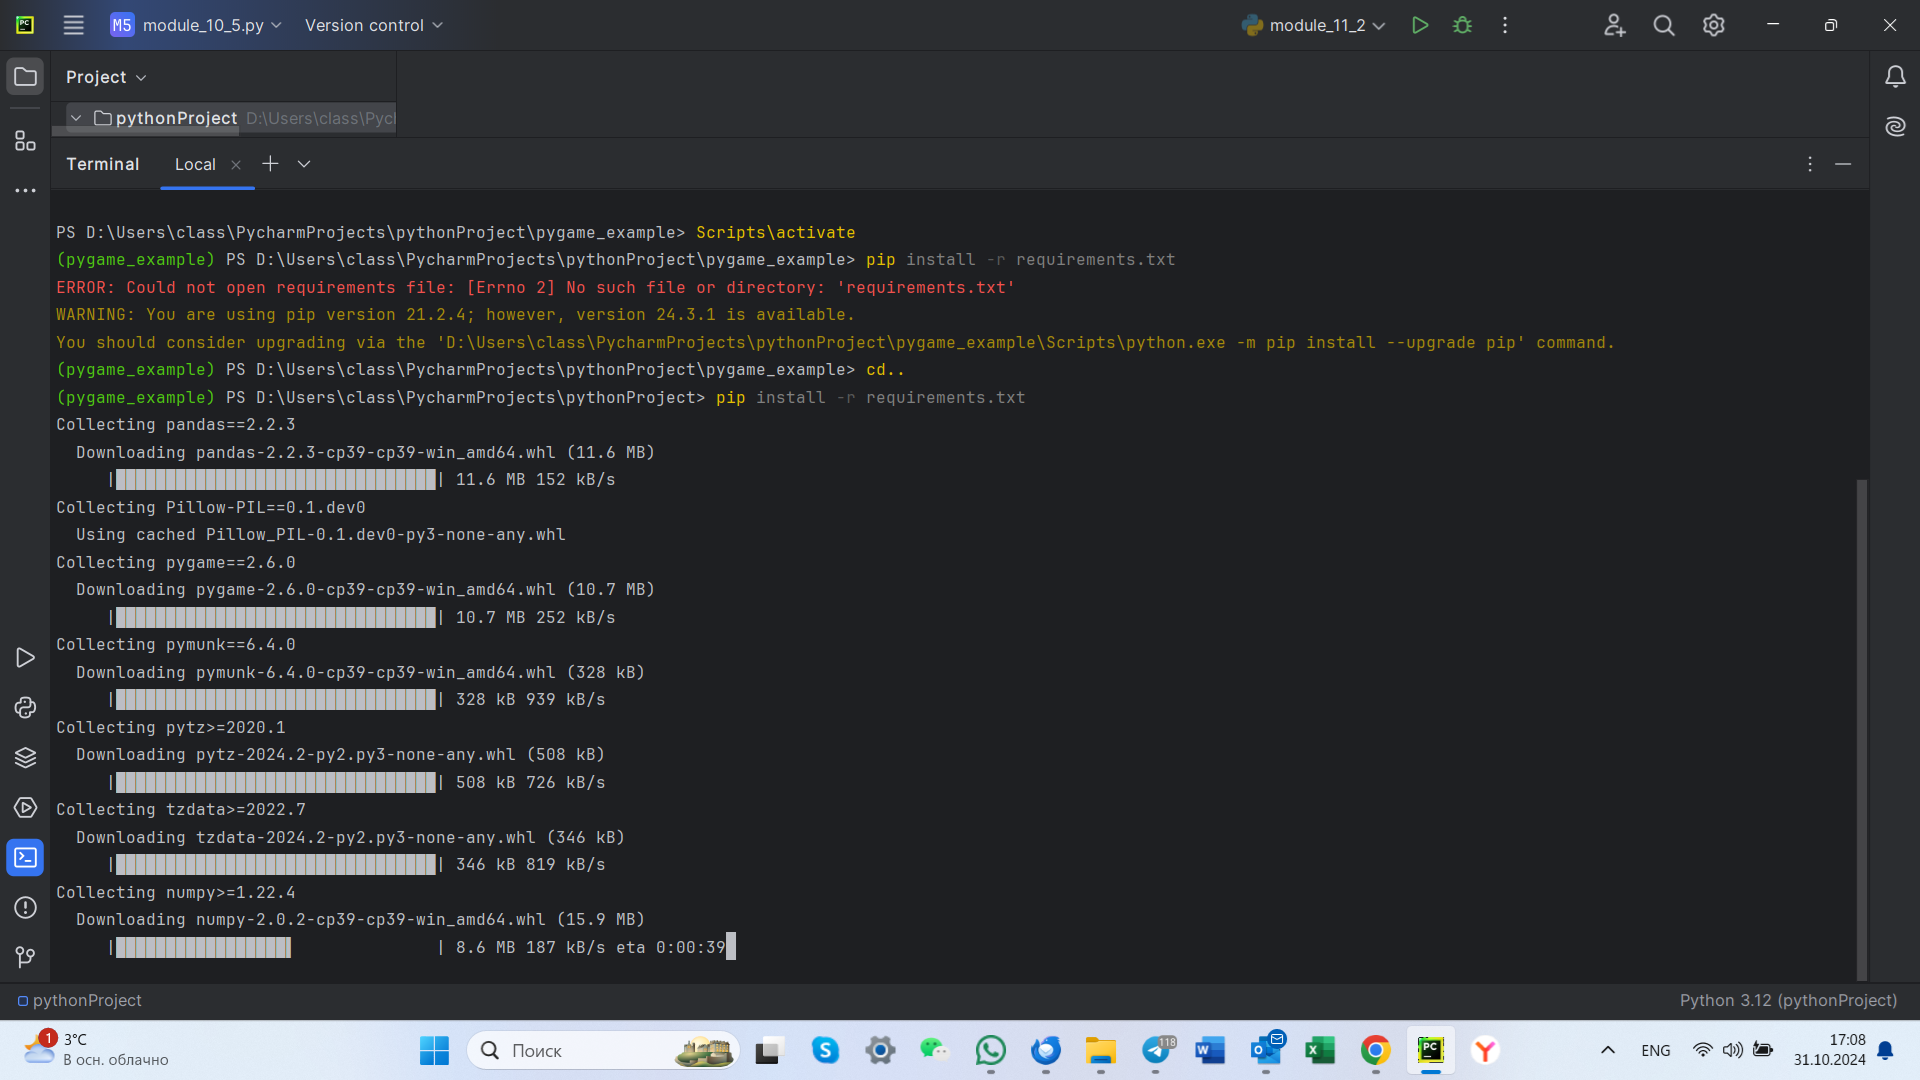 M5 module_10_5.py Version control module_11_2
Project
pythonProject D:\Users\class\Pycl
Terminal Local
PS D:\Users\class\PycharmProjects\pythonProject\pygame_example> Scripts\activate
(pygame_example) PS D:\Users\class\PycharmProjects\pythonProject\pygame_example> pip install -r requirements.txt
ERROR: Could not open requirements file: [Errno 2] No such file or directory: 'requirements.txt'
WARNING: You are using pip version 21.2.4; however, version 24.3.1 is available.
You should consider upgrading via the 'D:\Users\class\PycharmProjects\pythonProject\pygame_example\Scripts\python.exe -m pip install --upgrade pip' command.
(pygame_example) PS D:\Users\class\PycharmProjects\pythonProject\pygame_example> cd..
(pygame_example) PS D:\Users\class\PycharmProjects\pythonProject> pip install -r requirements.txt
Collecting pandas==2.2.3
Downloading pandas-2.2.3-cp39-cp39-win_amd64.whl (11.6 MB)
| | 11.6 MB 152 kB/s
Collecting Pillow-PIL==0.1.dev0
Using cached Pillow_PIL-0.1.dev0-py3-none-any.whl
Collecting pygame==2.6.0
Downloading pygame-2.6.0-cp39-cp39-win_amd64.whl (10.7 MB)
| | 10.7 MB 252 kB/s
Collecting pymunk==6.4.0
Downloading pymunk-6.4.0-cp39-cp39-win_amd64.whl (328 kB)
| | 328 kB 939 kB/s
Collecting pytz>=2020.1
Downloading pytz-2024.2-py2.py3-none-any.whl (508 kB)
| | 508 kB 726 kB/s
Collecting tzdata>=2022.7
Downloading tzdata-2024.2-py2.py3-none-any.whl (346 kB)
| | 346 kB 819 kB/s
Collecting numpy>=1.22.4
Downloading numpy-2.0.2-cp39-cp39-win_amd64.whl (15.9 MB)
| | 8.6 MB 187 kB/s eta 0:00:39
pythonProject Python 3.12 (pythonProject)
1 3°C
В осн. облачно
Поиск
118
ENG
17:08
31.10.2024